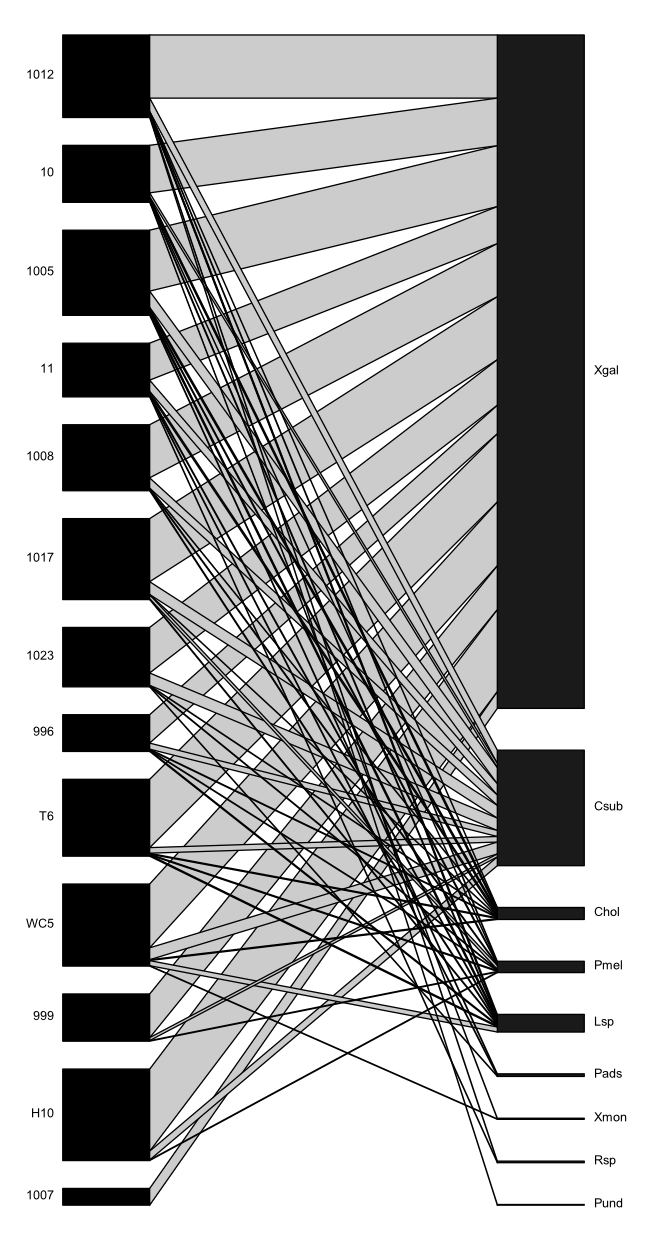 1012
10
1005
11
1008
1017
1023
996
T6
WC5
999
H10
1007
Xgal
Csub
Chol
Pmel
Lsp
Pads
Xmon
Rsp
Pund